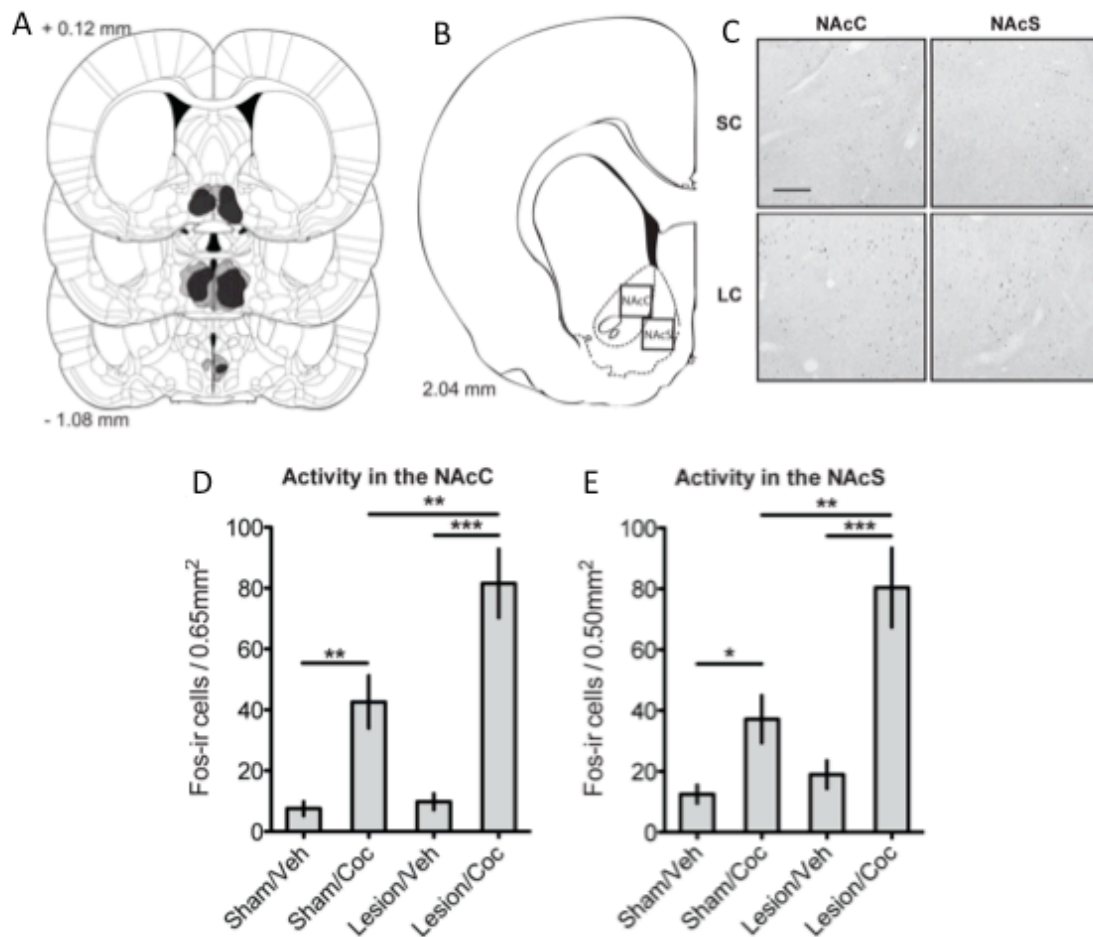 A
+ 0.12 mm
- 1.08 mm
B
NAcC
NAcS
2.04 mm
C
NAcC
NAcS
SC
LC
D
Activity in the NAcC
**
***
**
Fos-ir cells / 0.65mm²
100
80
60
40
20
0
Sham/Veh
Sham/Coc
Lesion/Veh
Lesion/Coc
E
Activity in the NAcS
**
***
*
Fos-ir cells / 0.50mm²
100
80
60
40
20
0
Sham/Veh
Sham/Coc
Lesion/Veh
Lesion/Coc